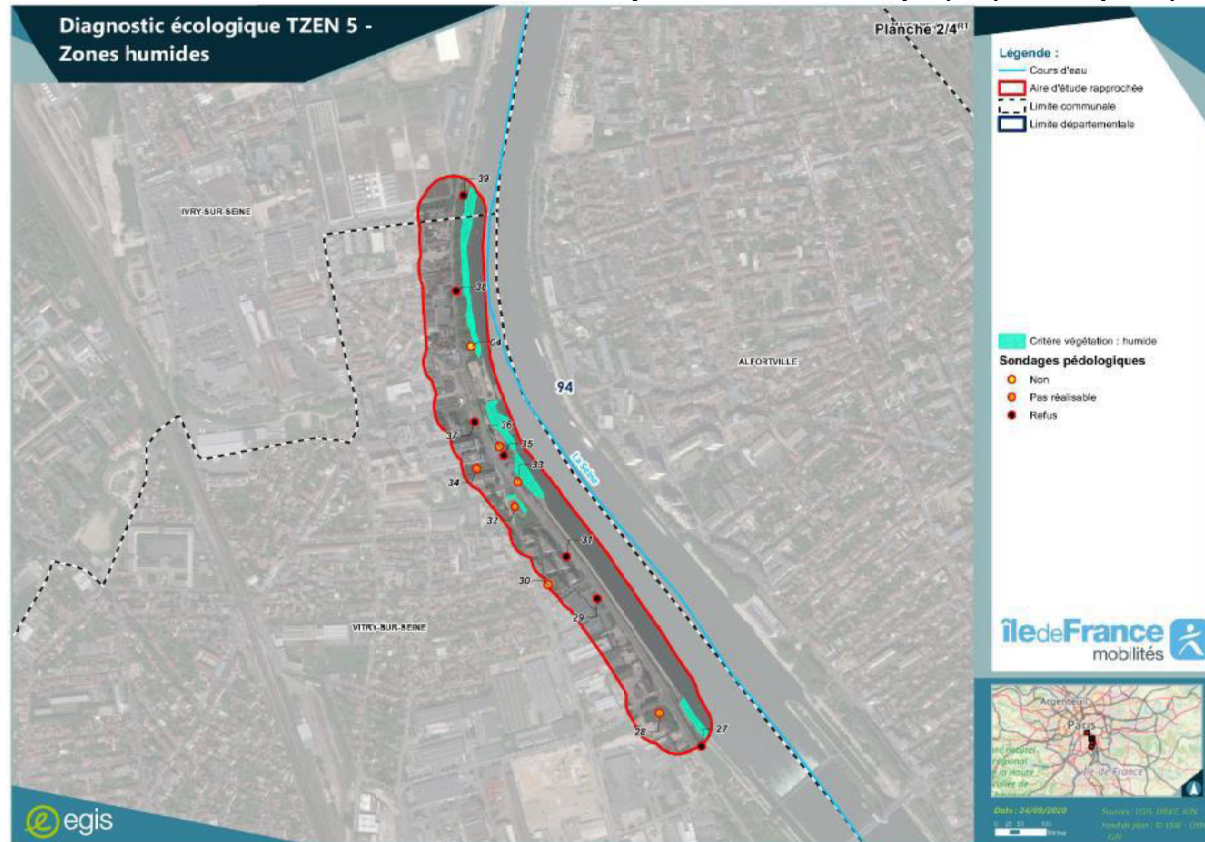 Diagnostic écologique TZEN 5 -
Zones humides
Planche 2/4
IVRY-SUR-SEINE
ALFORTVILLE
94
La Seine
VITRY-SUR-SEINE
39
38
04
37
36
35
34
33
32
31
30
29
28
27
Légende :
Cours d'eau
Aire d'étude rapprochée
Limite communale
Limite départementale
Critère végétation : humide
Sondages pédologiques
Non
Pas réalisable
Refus
îledeFrance
mobilités
Argenteuil
Paris
Île-de-France
Date : 24/09/2020
egis